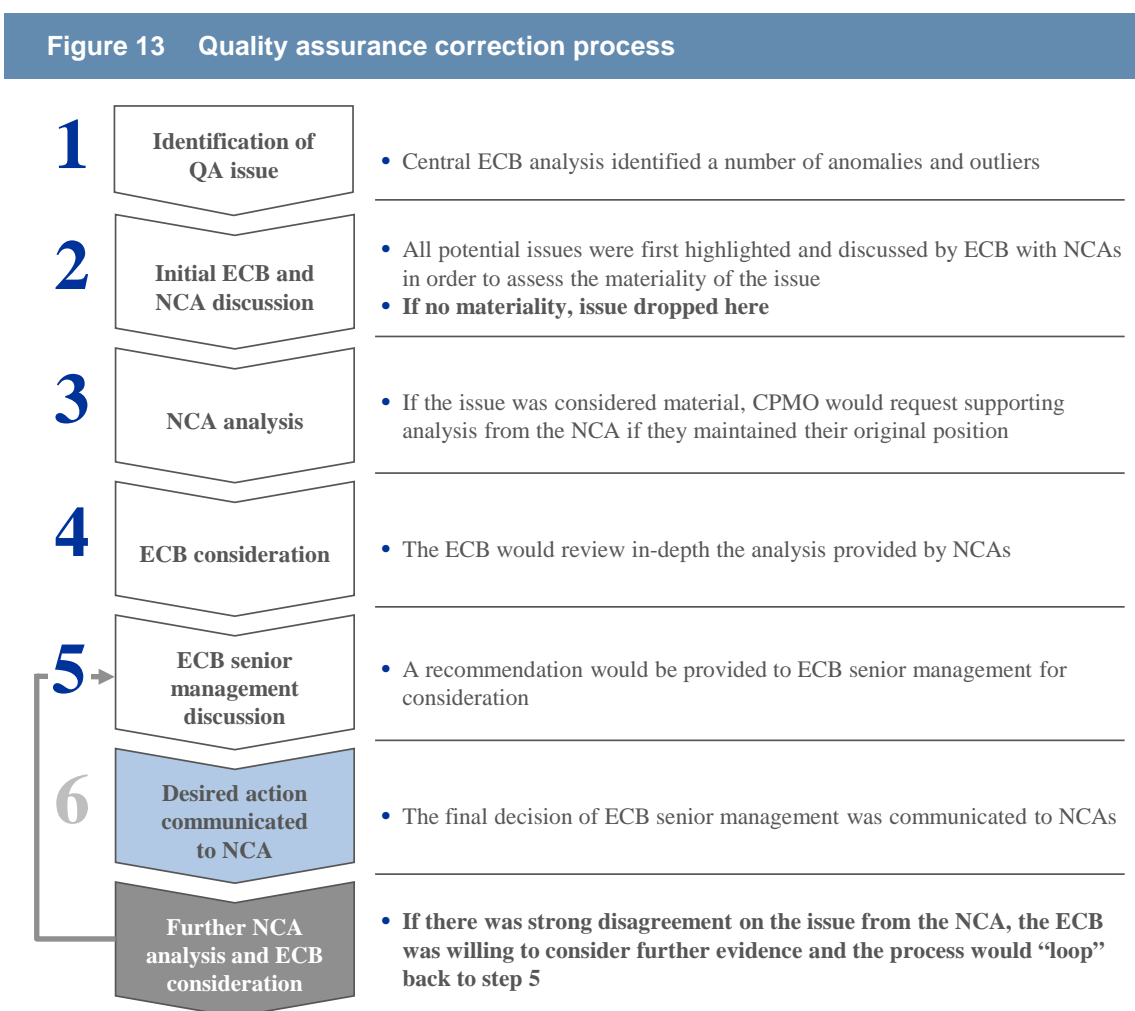 Figure 13 Quality assurance correction process
1
Identification of
QA issue
• Central ECB analysis identified a number of anomalies and outliers
2
Initial ECB and
NCA discussion
• All potential issues were first highlighted and discussed by ECB with NCAs
in order to assess the materiality of the issue
• If no materiality, issue dropped here
3
NCA analysis
• If the issue was considered material, CPMO would request supporting
analysis from the NCA if they maintained their original position
4
ECB consideration
• The ECB would review in-depth the analysis provided by NCAs
5
ECB senior
management
discussion
• A recommendation would be provided to ECB senior management for
consideration
6
Desired action
communicated
to NCA
• The final decision of ECB senior management was communicated to NCAs
Further NCA
analysis and ECB
consideration
• If there was strong disagreement on the issue from the NCA, the ECB
was willing to consider further evidence and the process would “loop”
back to step 5